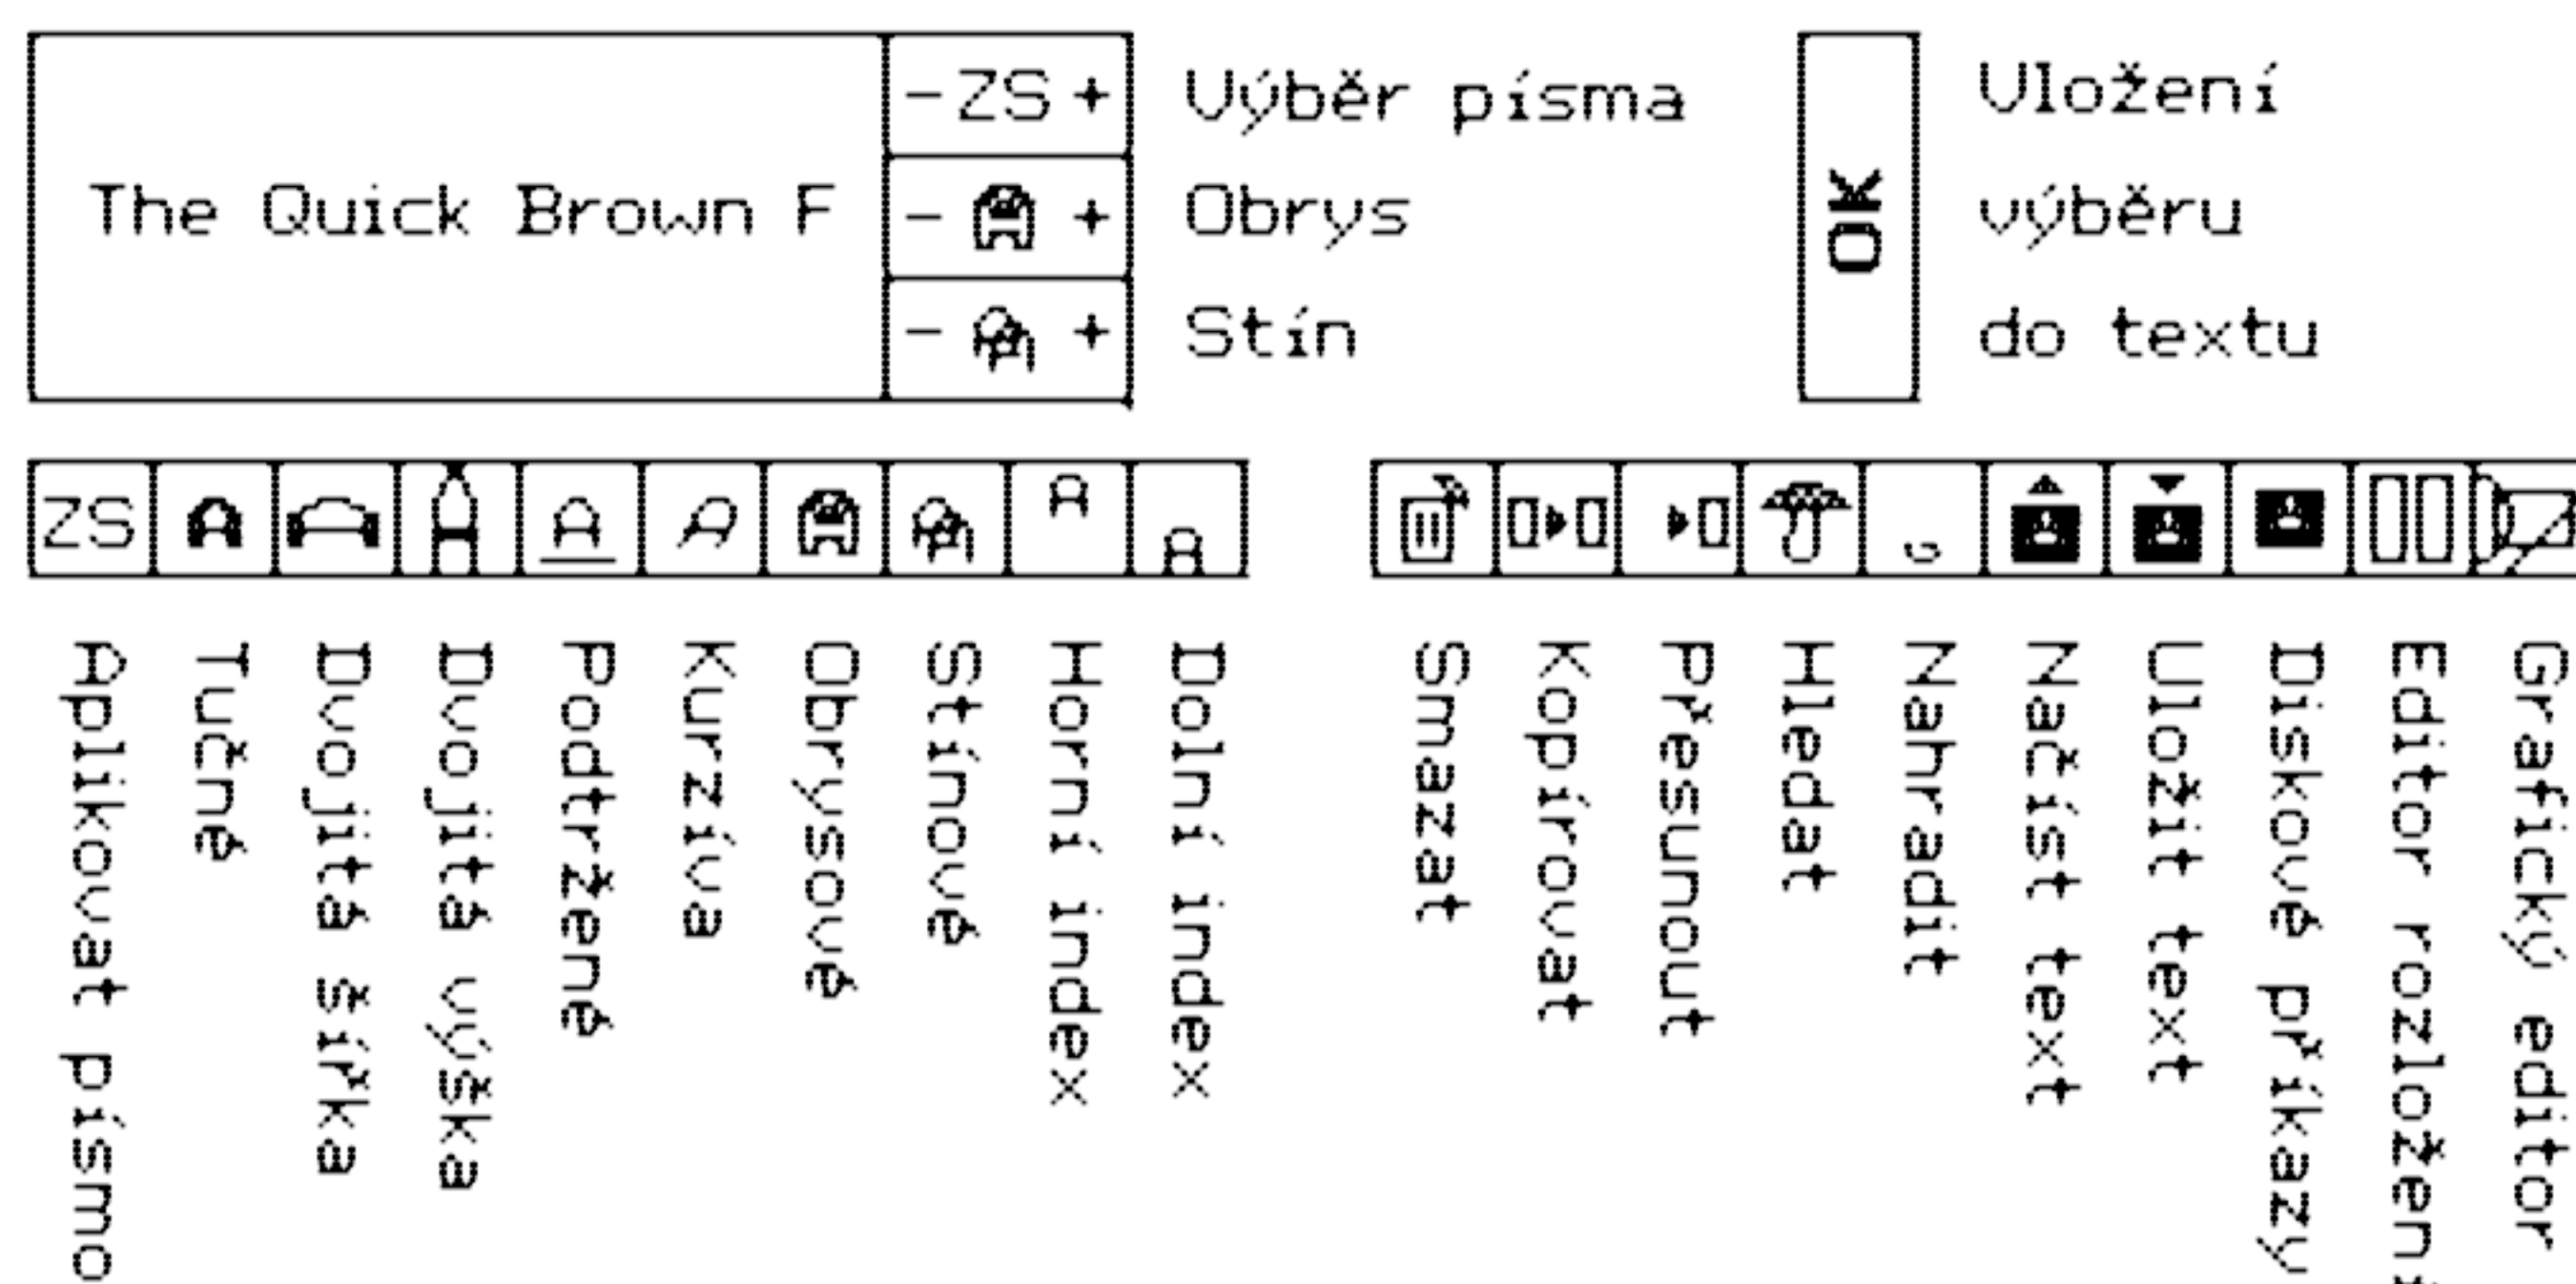 The Quick Brown F
- ZS +
Výběr písma
- +
Obrys
- +
Stín
OK
Uložení
výběru
do textu
ZS
Aplikovat písmo
Tučné
Dvojitá šířka
Dvojitá výška
Podtržené
Kurzíva
Obrysové
Stínové
Horní index
Dolní index
Smazat
Kopírovat
Přesunout
Hledat
Nahradit
Načíst text
Uložit text
Diskové příkazy
Editor rozložení
Grafický editor